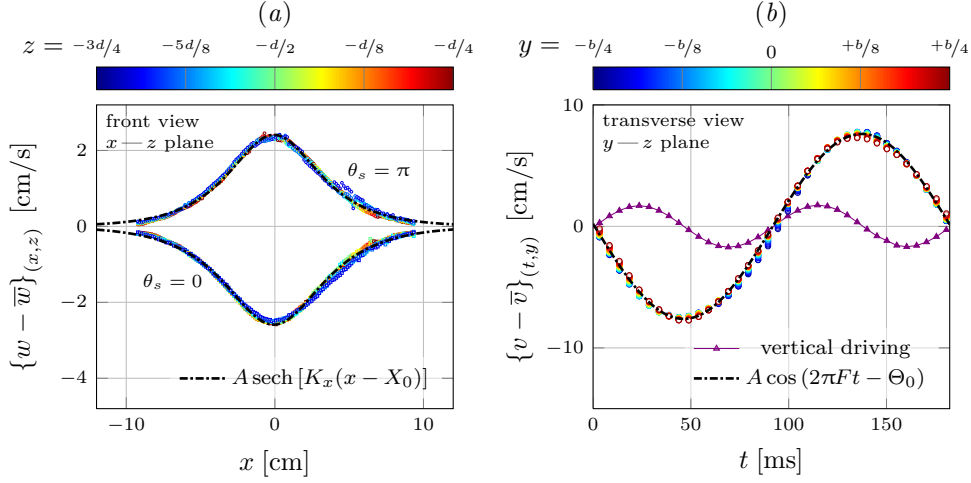 (a)
z = −3d/4 −5d/8 −d/2 −d/8 −d/4
front view
x — z plane
θs = π
θs = 0
A sech [Kx(x − X0)]
2
0
−2
−4
−10 0 10
x [cm]
{w − w̅}(x,z) [cm/s]
(b)
y = −b/4 −b/8 0 +b/8 +b/4
transverse view
y — z plane
vertical driving
A cos (2πFt − Θ0)
10
0
−10
0 50 100 150
t [ms]
{v − v̅}(t,y) [cm/s]